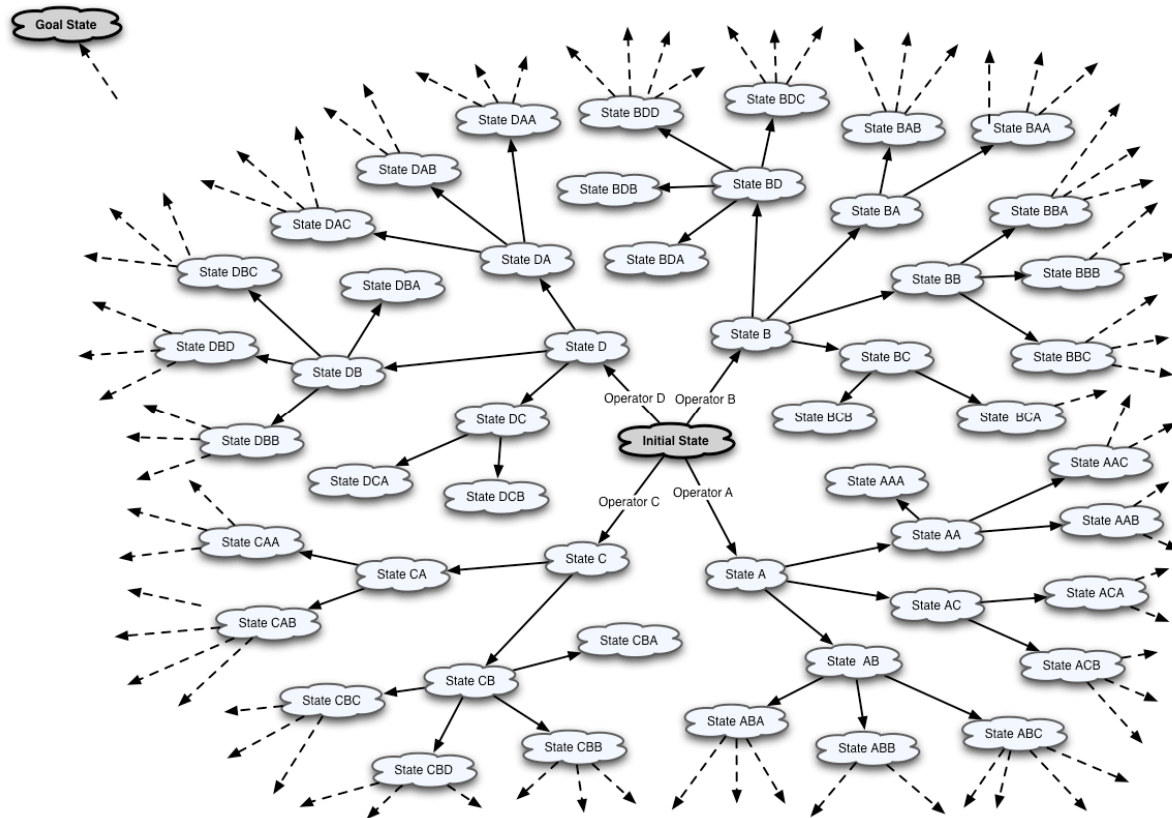 Goal State
State BDC
State BDD
State DAA
State BAB
State BAA
State DAB
State BD
State BDB
State BA
State BBA
State DAC
State DA
State BDA
State DBC
State DBA
State BB
State BBB
State B
State D
State DBD
State BC
State BBC
State DB
Operator D
Operator B
State BCB
State BCA
State DC
State DBB
Initial State
State AAC
State DCA
State AAA
State DCB
Operator C
Operator A
State AAB
State AA
State CAA
State C
State CA
State A
State ACA
State AC
State CAB
State CBA
State AB
State ACB
State CB
State CBC
State ABA
State ABC
State CBB
State ABB
State CBD